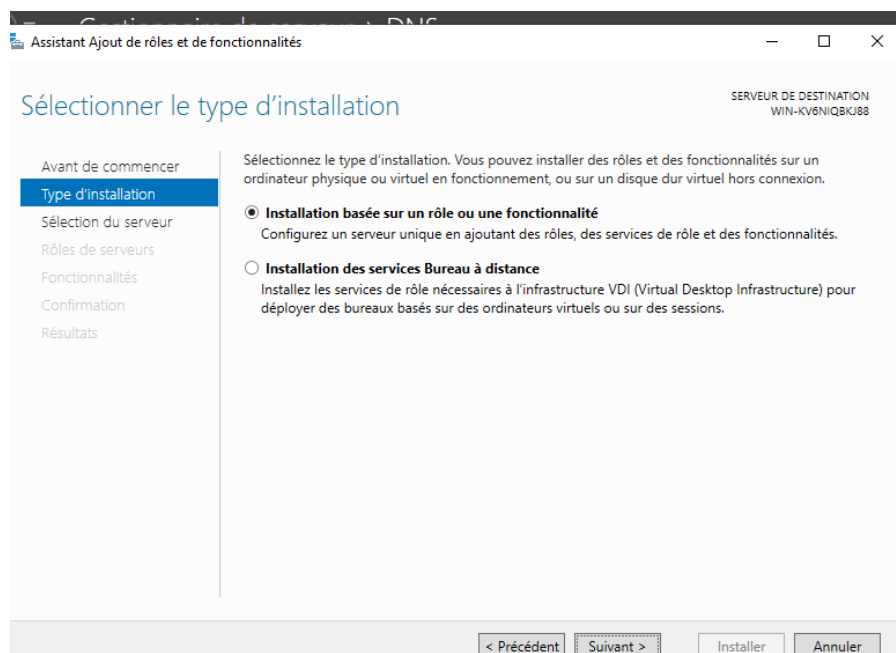 Gestionnaire de serveur DNS
Assistant Ajout de rôles et de fonctionnalités
Sélectionner le type d'installation
SERVEUR DE DESTINATION
WIN-KV6NIQBKJ88
Avant de commencer
Type d'installation
Sélection du serveur
Rôles de serveurs
Fonctionnalités
Confirmation
Résultats
Sélectionnez le type d'installation. Vous pouvez installer des rôles et des fonctionnalités sur un
ordinateur physique ou virtuel en fonctionnement, ou sur un disque dur virtuel hors connexion.
Installation basée sur un rôle ou une fonctionnalité
Configurez un serveur unique en ajoutant des rôles, des services de rôle et des fonctionnalités.
Installation des services Bureau à distance
Installez les services de rôle nécessaires à l'infrastructure VDI (Virtual Desktop Infrastructure) pour
déployer des bureaux basés sur des ordinateurs virtuels ou sur des sessions.
< Précédent
Suivant >
Installer
Annuler